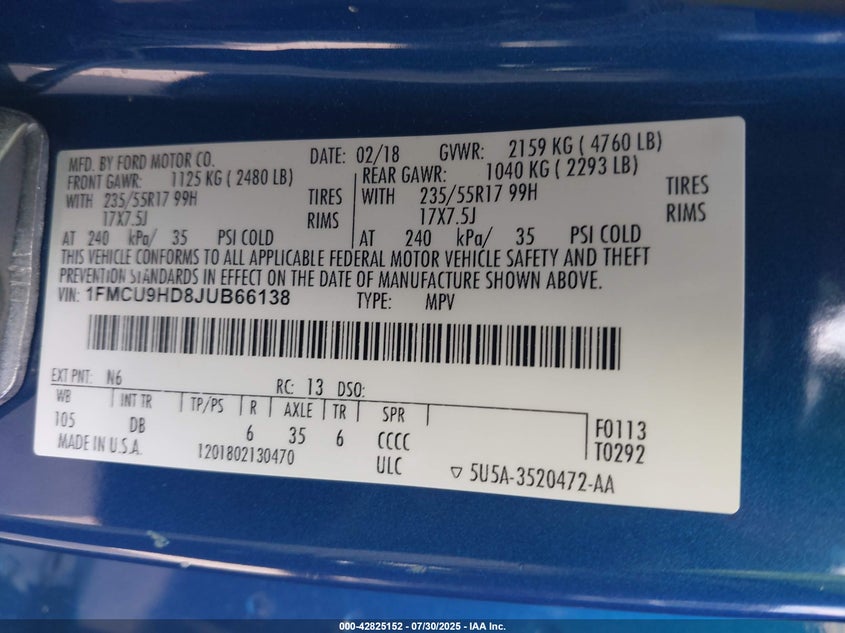 MFD. BY FORD MOTOR CO.
DATE: 02/18 GVWR: 2159 KG ( 4760 LB)
FRONT GAWR: 1125 KG ( 2480 LB)
WITH 235/55R17 99H TIRES
17X7.5J RIMS
AT 240 kPa/ 35 PSI COLD
REAR GAWR: 1040 KG ( 2293 LB)
WITH 235/55R17 99H TIRES
17X7.5J RIMS
AT 240 kPa/ 35 PSI COLD
THIS VEHICLE CONFORMS TO ALL APPLICABLE FEDERAL MOTOR VEHICLE SAFETY AND THEFT
PREVENTION STANDARDS IN EFFECT ON THE DATE OF MANUFACTURE SHOWN ABOVE.
VIN: 1FMCU9HD8JUB66138 TYPE: MPV
EXT PNT: N6 RC: 13 DSO:
WB INT TR TP/PS R AXLE TR SPR
105 DB 6 35 6 CCCC
F0113
T0292
MADE IN U.S.A. 1201802130470 ULC
▽ 5U5A-3520472-AA
000-42825152 - 07/30/2025 - IAA Inc.